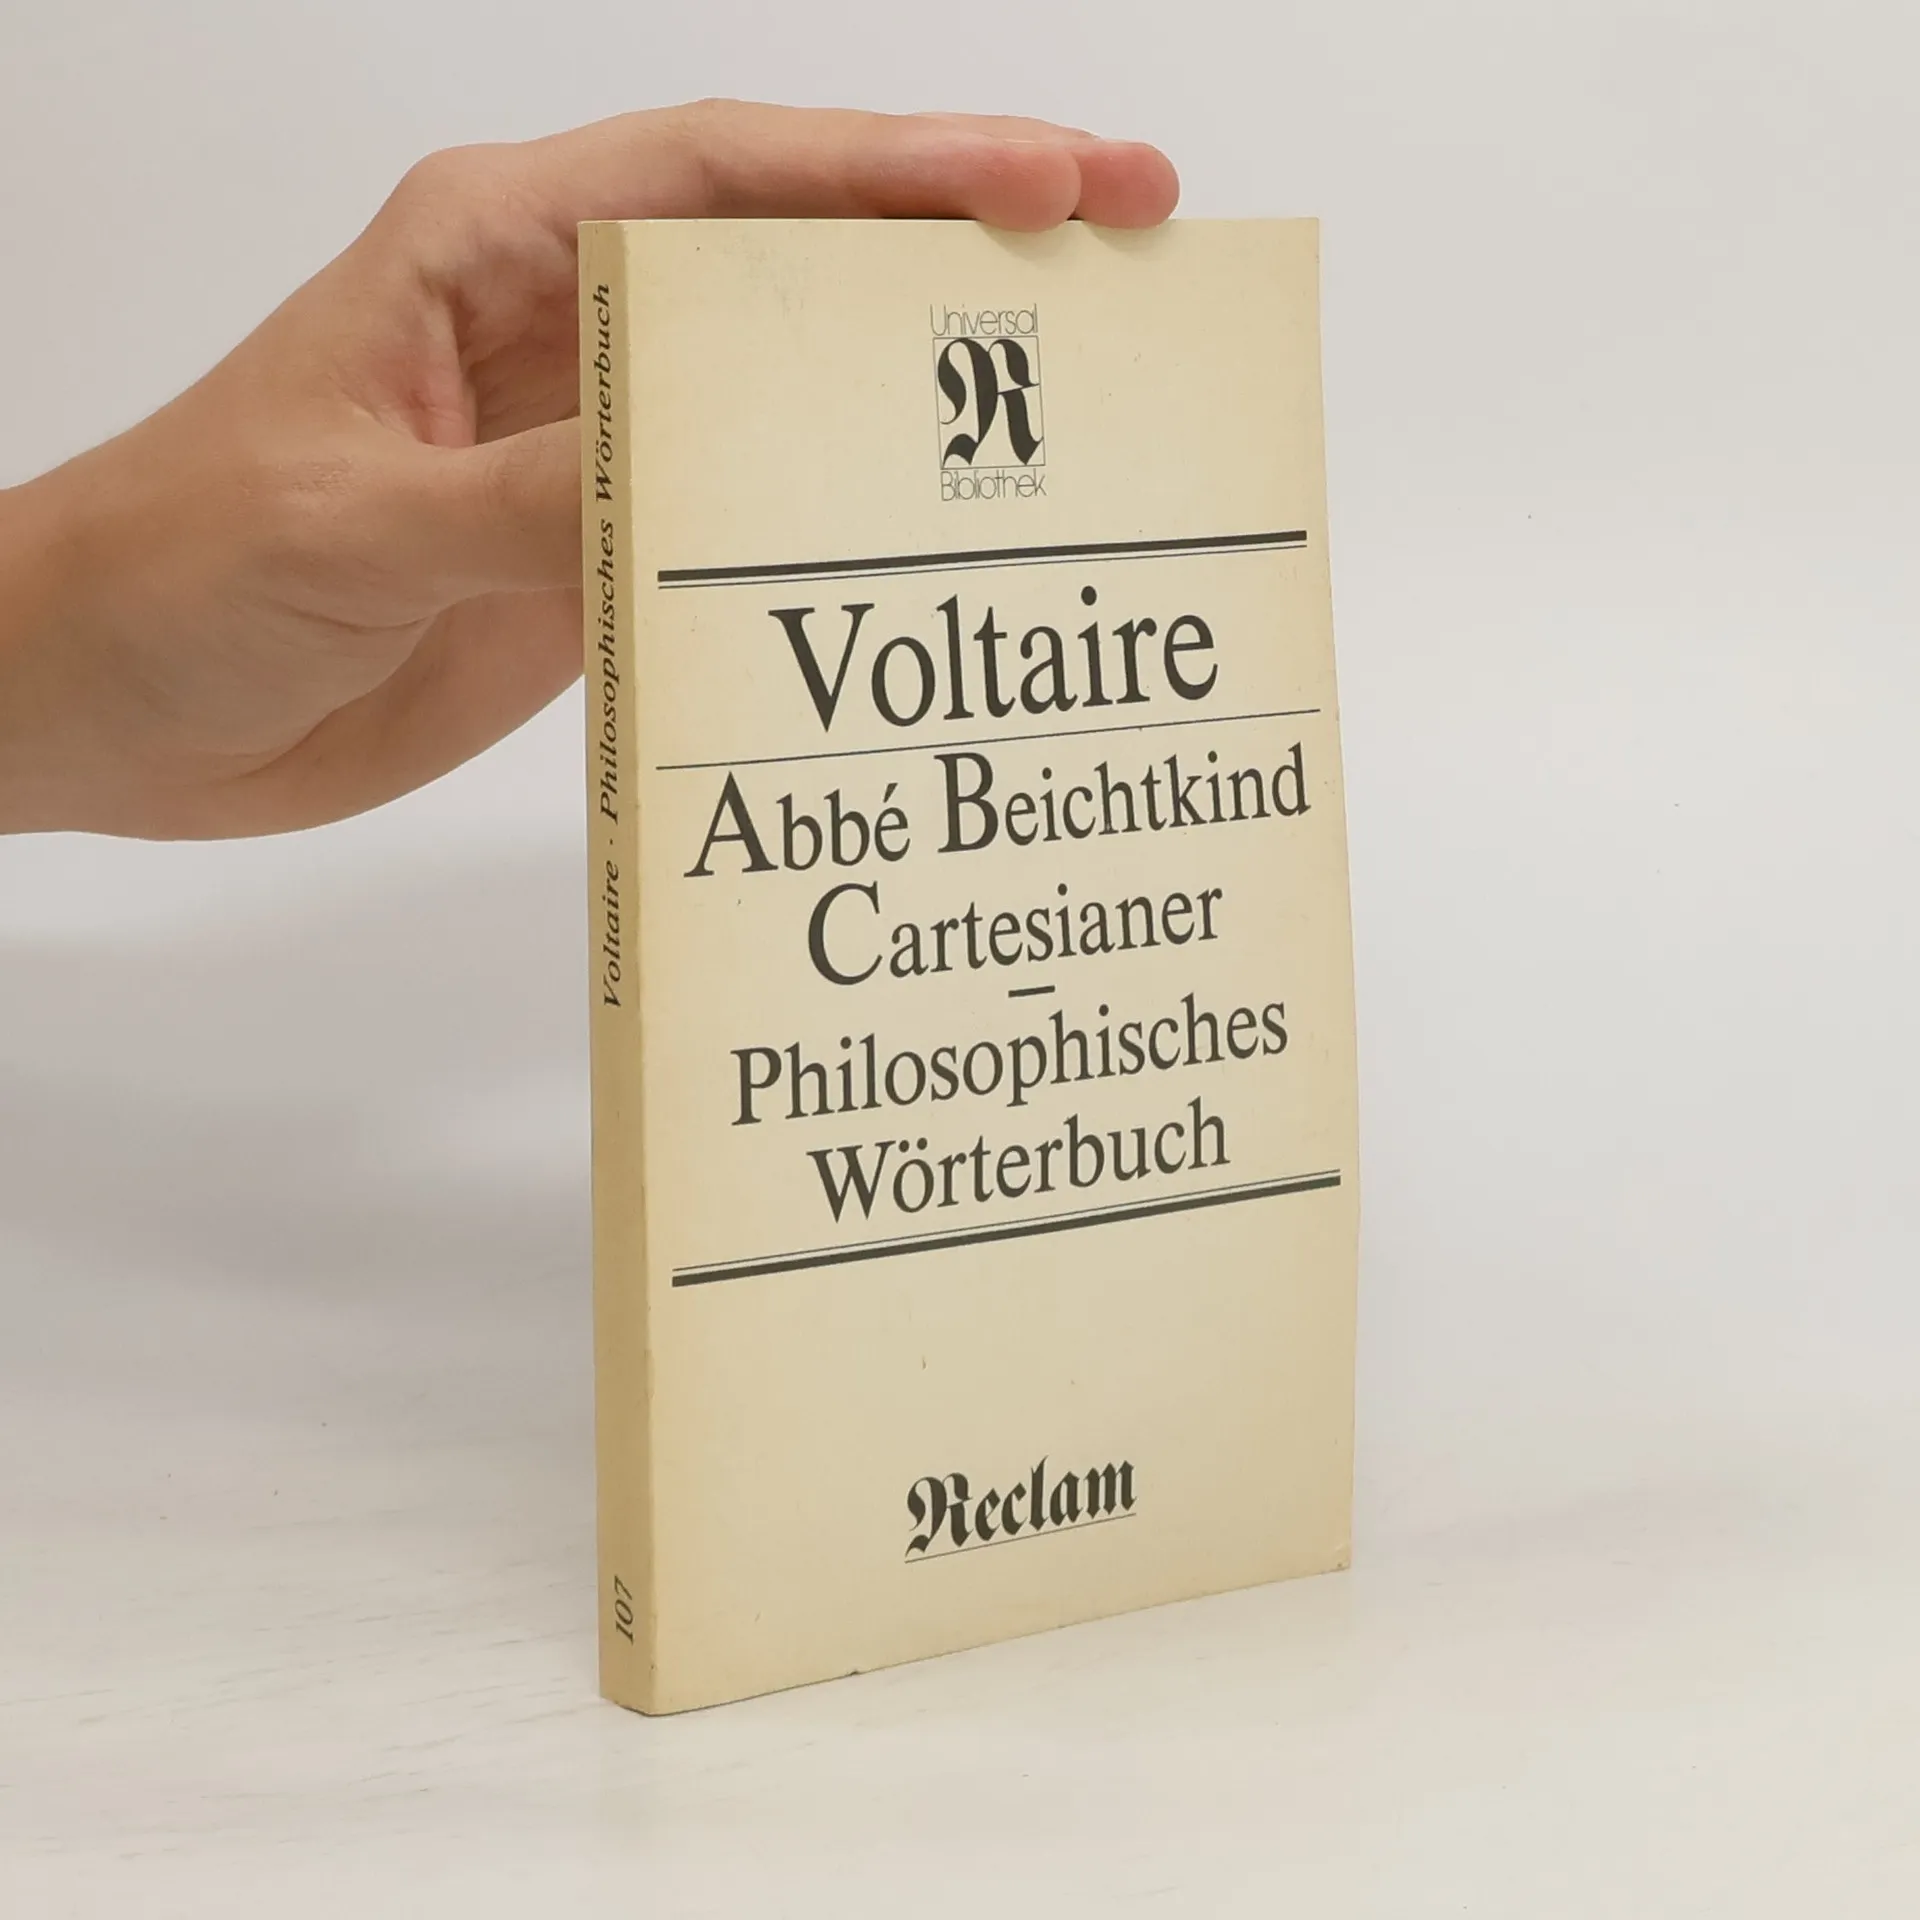 Universal
R
Bibliothek
Voltaire
Abbé Beichtkind
Cartesianer
–
Philosophisches
Wörterbuch
Reclam
Voltaire · Philosophisches Wörterbuch
107